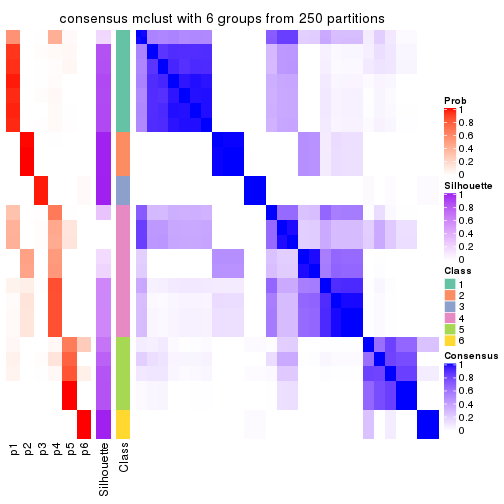 consensus mclust with 6 groups from 250 partitions
Prob
1
0.8
0.6
0.4
0.2
0
Silhouette
1
0.8
0.6
0.4
0.2
0
Class
1
2
3
4
5
6
Consensus
1
0.8
0.6
0.4
0.2
0
p1
p2
p3
p4
p5
p6
Silhouette
Class